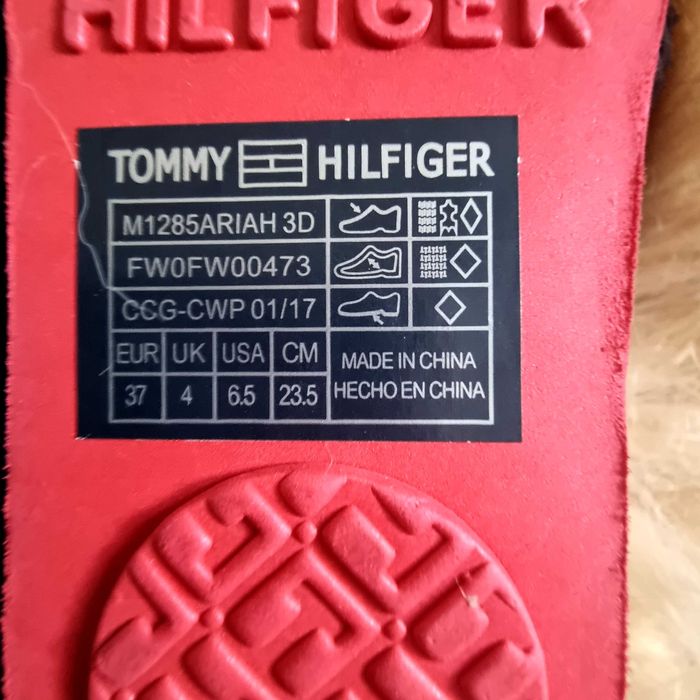 HILFIGER
TOMMY HILFIGER
M1285ARIAH 3D
FW0FW00473
CCG-CWP 01/17
EUR UK USA CM
37 4 6.5 23.5
MADE IN CHINA
HECHO EN CHINA